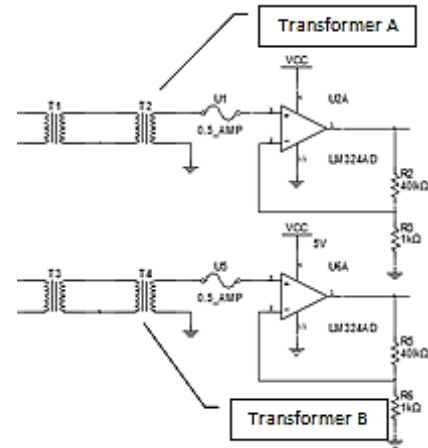 Transformer A
VCC
T1 T2 U1 U2A
0.5_AMP
LM324AD
R2
40kΩ
R3
1kΩ
VCC
5V
T3 T4 U5 U6A
0.5_AMP
LM324AD
R5
40kΩ
R6
1kΩ
Transformer B